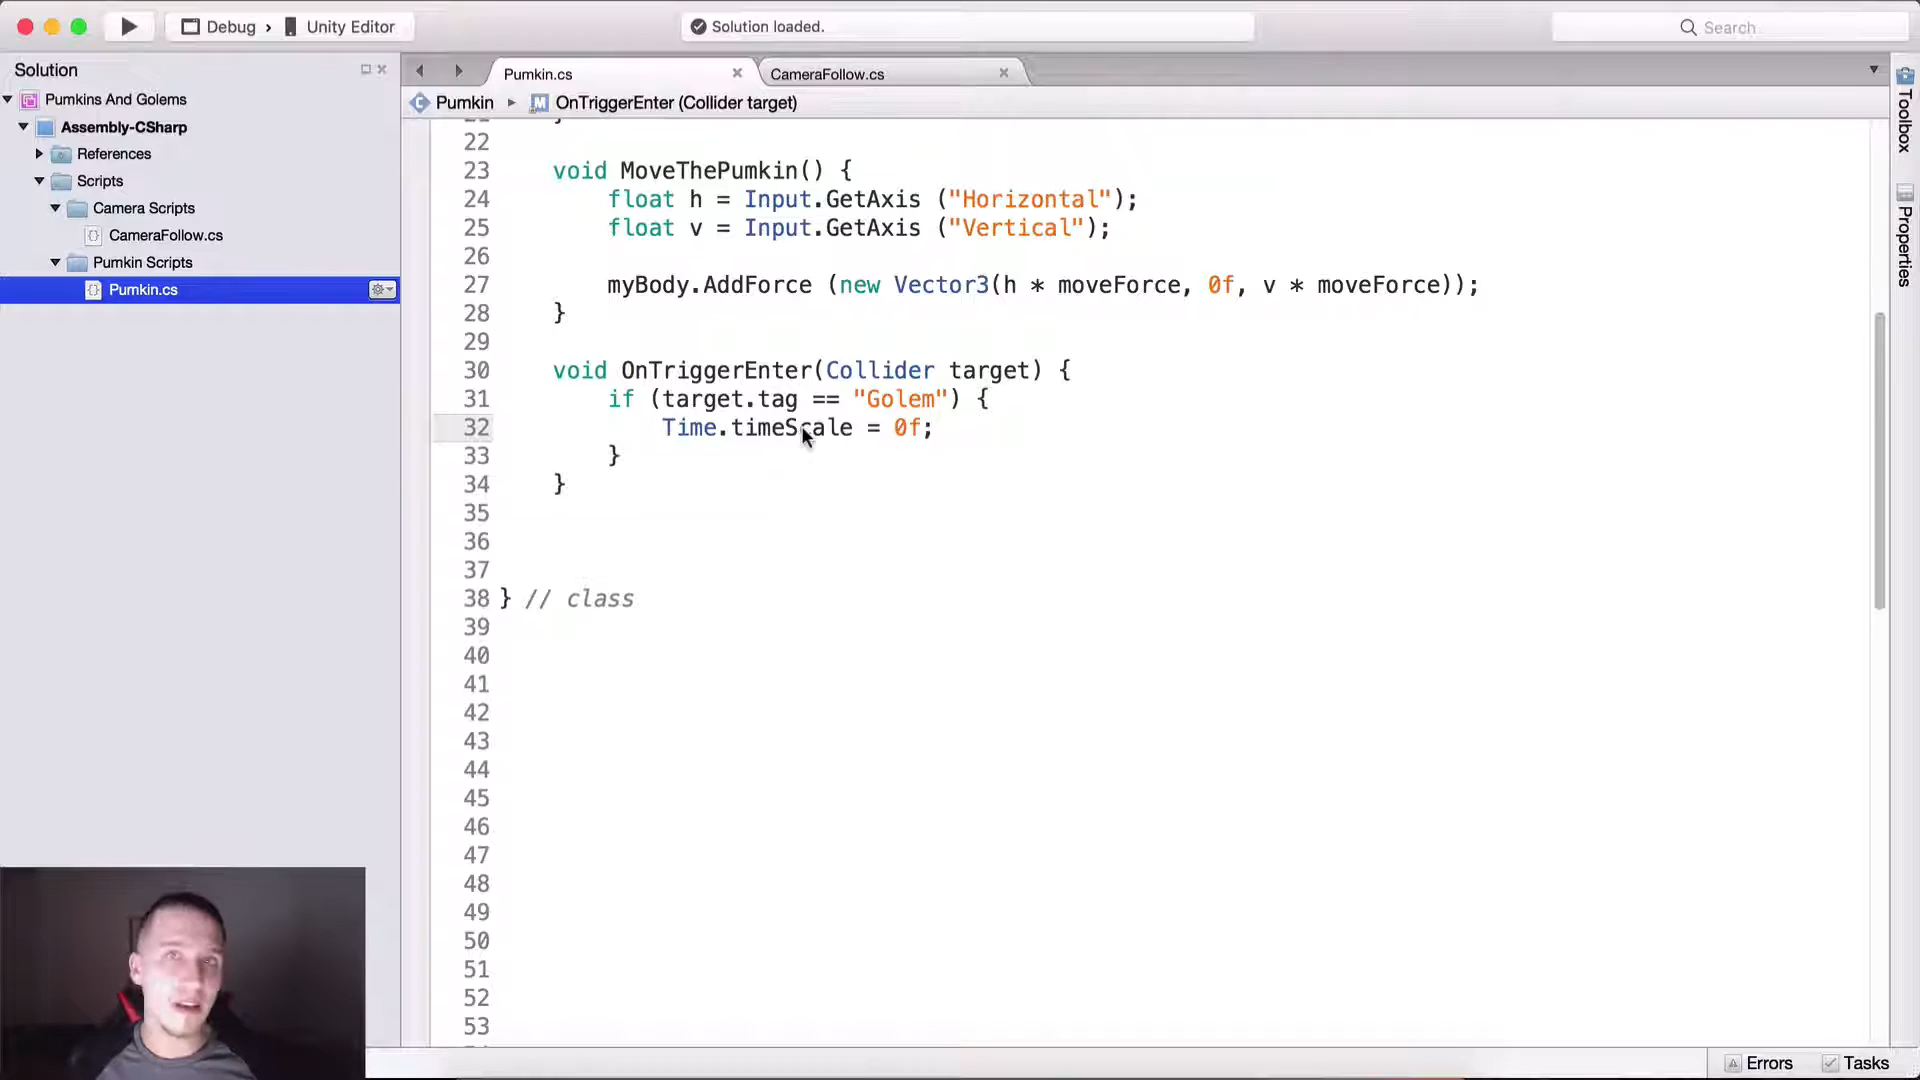 Debug › Unity Editor
Solution loaded.
Search
Solution
Pumkins And Golems
Assembly-CSharp
References
Scripts
Camera Scripts
CameraFollow.cs
Pumkin Scripts
Pumkin.cs
Pumkin.cs
CameraFollow.cs
Pumkin ▸ OnTriggerEnter (Collider target)
22
23 void MoveThePumkin() {
24 float h = Input.GetAxis ("Horizontal");
25 float v = Input.GetAxis ("Vertical");
26
27 myBody.AddForce (new Vector3(h * moveForce, 0f, v * moveForce));
28 }
29
30 void OnTriggerEnter(Collider target) {
31 if (target.tag == "Golem") {
32 Time.timeScale = 0f;
33 }
34 }
35
36
37
38 } // class
39
40
41
42
43
44
45
46
47
48
49
50
51
52
53
Toolbox
Properties
Errors
Tasks